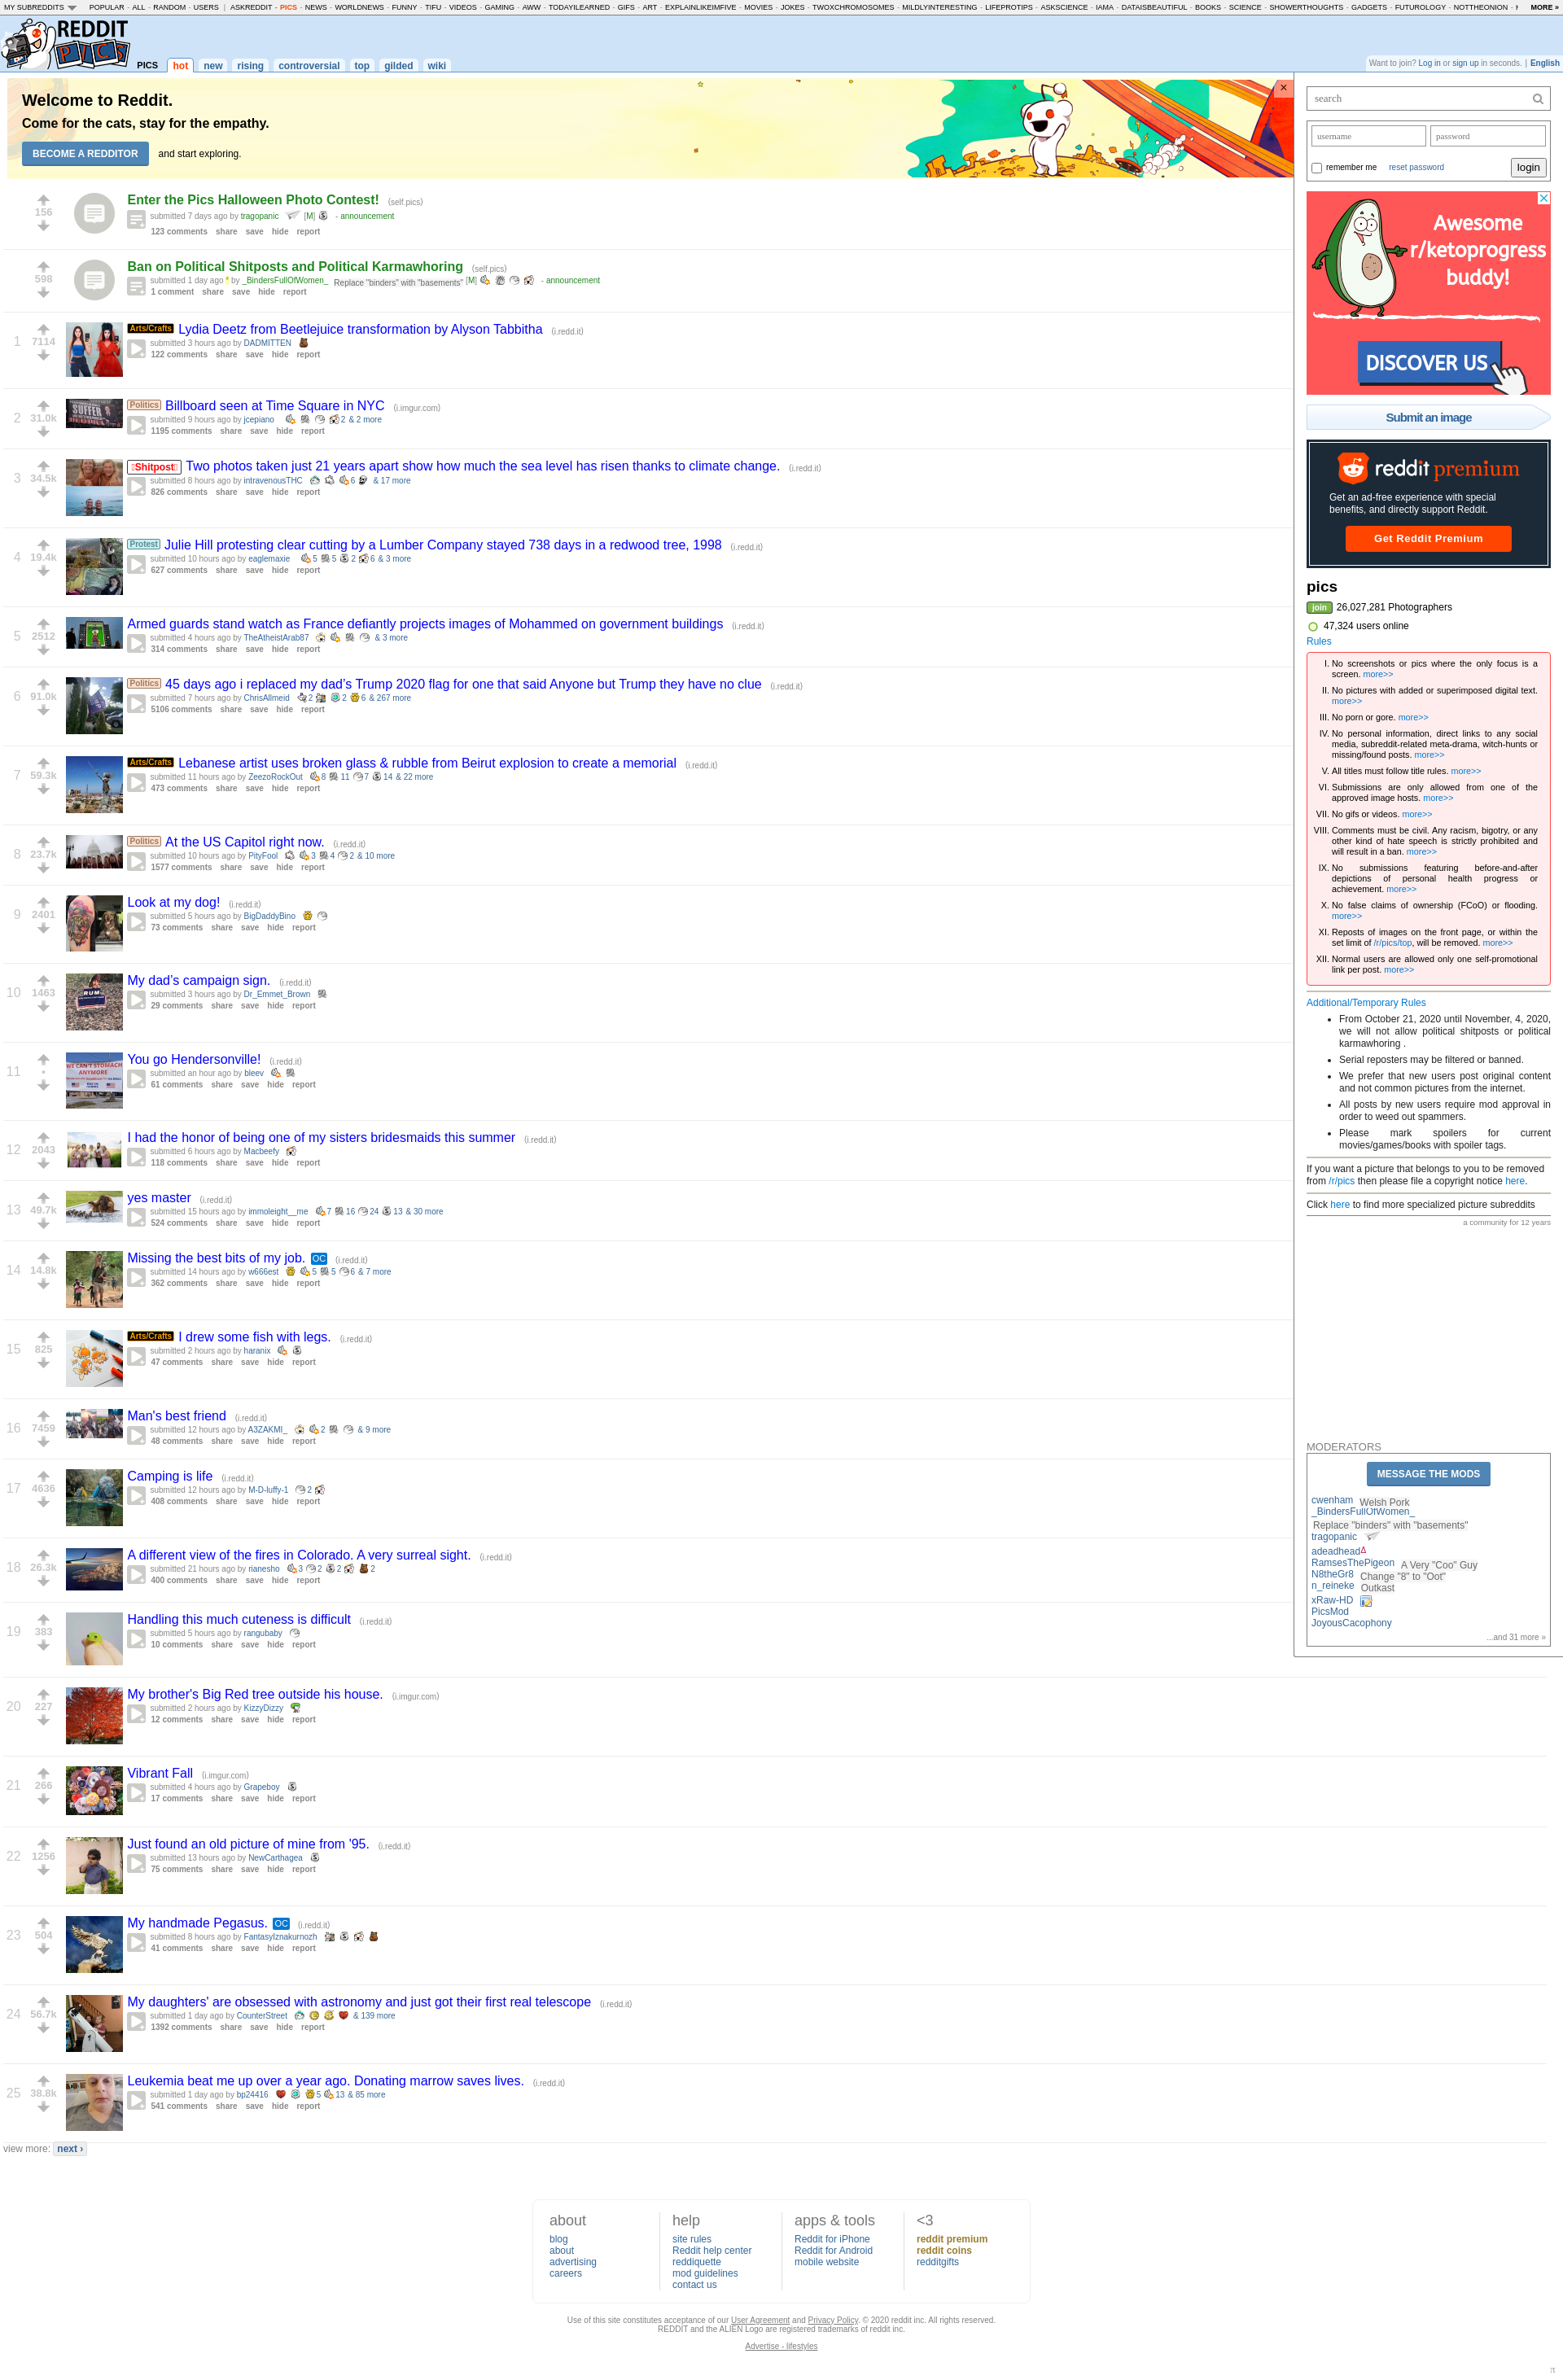 MY SUBREDDITS POPULAR - ALL - RANDOM - USERS | ASKREDDIT - PICS - NEWS - WORLDNEWS - FUNNY - TIFU - VIDEOS - GAMING - AWW - TODAYILEARNED - GIFS - ART - EXPLAINLIKEIMFIVE - MOVIES - JOKES - TWOXCHROMOSOMES - MILDLYINTERESTING - LIFEPROTIPS - ASKSCIENCE - IAMA - DATAISBEAUTIFUL - BOOKS - SCIENCE - SHOWERTHOUGHTS - GADGETS - FUTUROLOGY - NOTTHEONION MORE »
REDDIT
PICS
PICS hot new rising controversial top gilded wiki
Want to join? Log in or sign up in seconds. | English
Welcome to Reddit.
Come for the cats, stay for the empathy.
BECOME A REDDITOR and start exploring.
156
Enter the Pics Halloween Photo Contest! (self.pics)
submitted 7 days ago by tragopanic [M] - announcement
123 comments share save hide report
598
Ban on Political Shitposts and Political Karmawhoring (self.pics)
submitted 1 day ago * by _BindersFullOfWomen_ Replace "binders" with "basements" [M] - announcement
1 comment share save hide report
1 7114
Arts/Crafts Lydia Deetz from Beetlejuice transformation by Alyson Tabbitha (i.redd.it)
submitted 3 hours ago by DADMITTEN
122 comments share save hide report
2 31.0k
SUFFER
Politics Billboard seen at Time Square in NYC (i.imgur.com)
submitted 9 hours ago by jcepiano 2 & 2 more
1195 comments share save hide report
3 34.5k
Shitpost Two photos taken just 21 years apart show how much the sea level has risen thanks to climate change. (i.redd.it)
submitted 8 hours ago by intravenousTHC 6 & 17 more
826 comments share save hide report
4 19.4k
Protest Julie Hill protesting clear cutting by a Lumber Company stayed 738 days in a redwood tree, 1998 (i.redd.it)
submitted 10 hours ago by eaglemaxie 5 5 2 6 & 3 more
627 comments share save hide report
5 2512
Armed guards stand watch as France defiantly projects images of Mohammed on government buildings (i.redd.it)
submitted 4 hours ago by TheAtheistArab87 & 3 more
314 comments share save hide report
6 91.0k
Politics 45 days ago i replaced my dad's Trump 2020 flag for one that said Anyone but Trump they have no clue (i.redd.it)
submitted 7 hours ago by ChrisAllmeid 2 2 6 & 267 more
5106 comments share save hide report
7 59.3k
Arts/Crafts Lebanese artist uses broken glass & rubble from Beirut explosion to create a memorial (i.redd.it)
submitted 11 hours ago by ZeezoRockOut 8 11 7 14 & 22 more
473 comments share save hide report
8 23.7k
Politics At the US Capitol right now. (i.redd.it)
submitted 10 hours ago by PityFool 3 4 2 & 10 more
1577 comments share save hide report
9 2401
Look at my dog! (i.redd.it)
submitted 5 hours ago by BigDaddyBino
73 comments share save hide report
10 1463
RUM
My dad's campaign sign. (i.redd.it)
submitted 3 hours ago by Dr_Emmet_Brown
29 comments share save hide report
11 •
WE CAN'T STOMACH
ANYMORE
You go Hendersonville! (i.redd.it)
submitted an hour ago by bleev
61 comments share save hide report
12 2043
I had the honor of being one of my sisters bridesmaids this summer (i.redd.it)
submitted 6 hours ago by Macbeefy
118 comments share save hide report
13 49.7k
yes master (i.redd.it)
submitted 15 hours ago by immoleight__me 7 16 24 13 & 30 more
524 comments share save hide report
14 14.8k
Missing the best bits of my job. OC (i.redd.it)
submitted 14 hours ago by w666est 5 5 6 & 7 more
362 comments share save hide report
15 825
Arts/Crafts I drew some fish with legs. (i.redd.it)
submitted 2 hours ago by haranix
47 comments share save hide report
16 7459
Man's best friend (i.redd.it)
submitted 12 hours ago by A3ZAKMI_ 2 & 9 more
48 comments share save hide report
17 4636
Camping is life (i.redd.it)
submitted 12 hours ago by M-D-luffy-1 2
408 comments share save hide report
18 26.3k
A different view of the fires in Colorado. A very surreal sight. (i.redd.it)
submitted 21 hours ago by rianesho 3 2 2 2
400 comments share save hide report
19 383
Handling this much cuteness is difficult (i.redd.it)
submitted 5 hours ago by rangubaby
10 comments share save hide report
20 227
My brother's Big Red tree outside his house. (i.imgur.com)
submitted 2 hours ago by KizzyDizzy
12 comments share save hide report
21 266
Vibrant Fall (i.imgur.com)
submitted 4 hours ago by Grapeboy
17 comments share save hide report
22 1256
Just found an old picture of mine from '95. (i.redd.it)
submitted 13 hours ago by NewCarthagea
75 comments share save hide report
23 504
My handmade Pegasus. OC (i.redd.it)
submitted 8 hours ago by FantasyIznakurnozh
41 comments share save hide report
24 56.7k
My daughters' are obsessed with astronomy and just got their first real telescope (i.redd.it)
submitted 1 day ago by CounterStreet & 139 more
1392 comments share save hide report
25 38.8k
Leukemia beat me up over a year ago. Donating marrow saves lives. (i.redd.it)
submitted 1 day ago by bp24416 5 13 & 85 more
541 comments share save hide report
view more: next ›
search
username password
remember me reset password login
Awesome
r/ketoprogress
buddy!
DISCOVER US
Submit an image
reddit premium
Get an ad-free experience with special
benefits, and directly support Reddit.
Get Reddit Premium
pics
join 26,027,281 Photographers
47,324 users online
Rules
I. No screenshots or pics where the only focus is a
screen. more>>
II. No pictures with added or superimposed digital text.
more>>
III. No porn or gore. more>>
IV. No personal information, direct links to any social
media, subreddit-related meta-drama, witch-hunts or
missing/found posts. more>>
V. All titles must follow title rules. more>>
VI. Submissions are only allowed from one of the
approved image hosts. more>>
VII. No gifs or videos. more>>
VIII. Comments must be civil. Any racism, bigotry, or any
other kind of hate speech is strictly prohibited and
will result in a ban. more>>
IX. No submissions featuring before-and-after
depictions of personal health progress or
achievement. more>>
X. No false claims of ownership (FCoO) or flooding.
more>>
XI. Reposts of images on the front page, or within the
set limit of /r/pics/top, will be removed. more>>
XII. Normal users are allowed only one self-promotional
link per post. more>>
Additional/Temporary Rules
• From October 21, 2020 until November, 4, 2020,
we will not allow political shitposts or political
karmawhoring .
• Serial reposters may be filtered or banned.
• We prefer that new users post original content
and not common pictures from the internet.
• All posts by new users require mod approval in
order to weed out spammers.
• Please mark spoilers for current
movies/games/books with spoiler tags.
If you want a picture that belongs to you to be removed
from /r/pics then please file a copyright notice here.
Click here to find more specialized picture subreddits
a community for 12 years
MODERATORS
MESSAGE THE MODS
cwenham Welsh Pork
_BindersFullOfWomen_
Replace "binders" with "basements"
tragopanic
adeadheadΔ
RamsesThePigeon A Very "Coo" Guy
N8theGr8 Change "8" to "Oot"
n_reineke Outkast
xRaw-HD
PicsMod
JoyousCacophony
...and 31 more »
about
blog
about
advertising
careers
help
site rules
Reddit help center
reddiquette
mod guidelines
contact us
apps & tools
Reddit for iPhone
Reddit for Android
mobile website
<3
reddit premium
reddit coins
redditgifts
Use of this site constitutes acceptance of our User Agreement and Privacy Policy. © 2020 reddit inc. All rights reserved.
REDDIT and the ALIEN Logo are registered trademarks of reddit inc.
Advertise - lifestyles
π